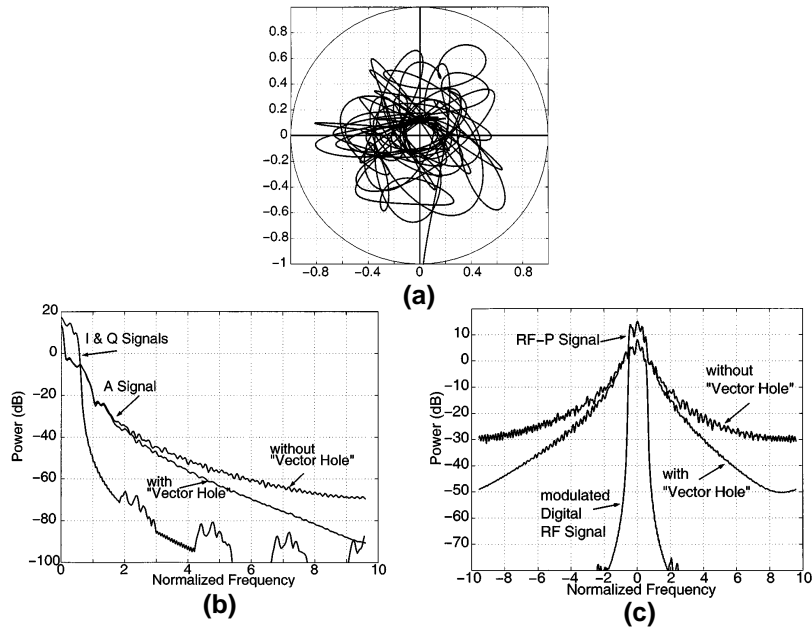 1
0.8
0.6
0.4
0.2
0
−0.2
−0.4
−0.6
−0.8
−1
−0.8
−0.4
0
0.4
0.8
(a)
20
0
−20
−40
−60
−80
−100
Power (dB)
I & Q Signals
A Signal
without
"Vector Hole"
with
"Vector Hole"
0
2
4
6
8
10
Normalized Frequency
(b)
10
0
−10
−20
−30
−40
−50
−60
−70
Power (dB)
RF−P Signal
without
"Vector Hole"
with
"Vector Hole"
modulated
Digital
RF Signal
−10
−8
−6
−4
−2
0
2
4
6
8
10
Normalized Frequency
(c)